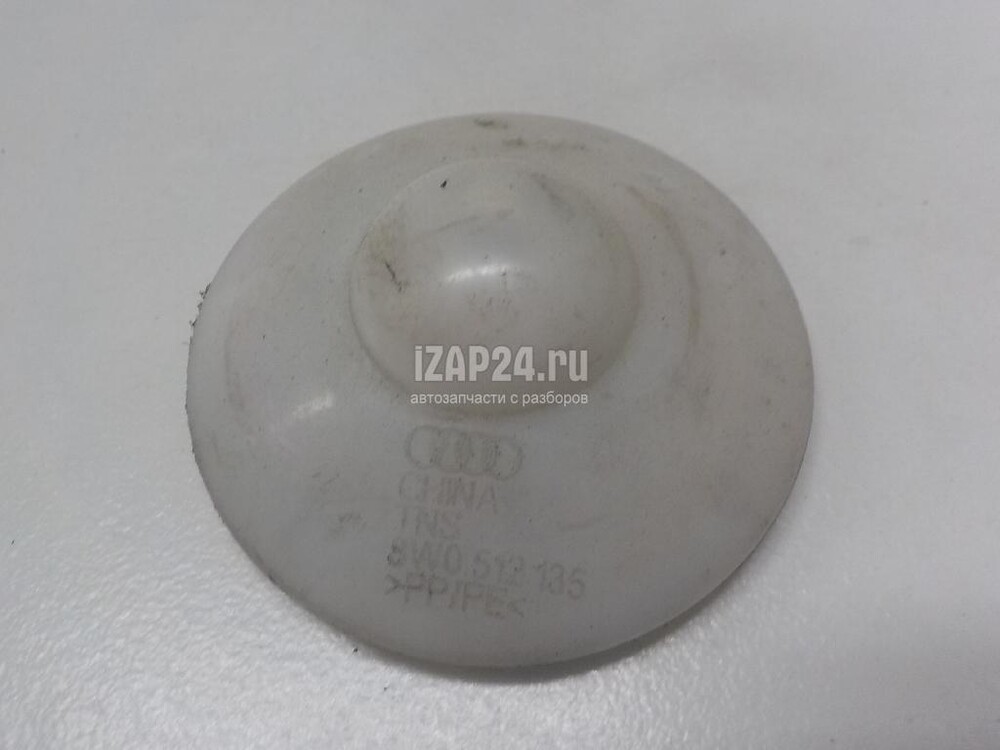 iZAP24.ru
автозапчасти с разборов
CHINA
TNS
8W0 512 135
>PP/PE<